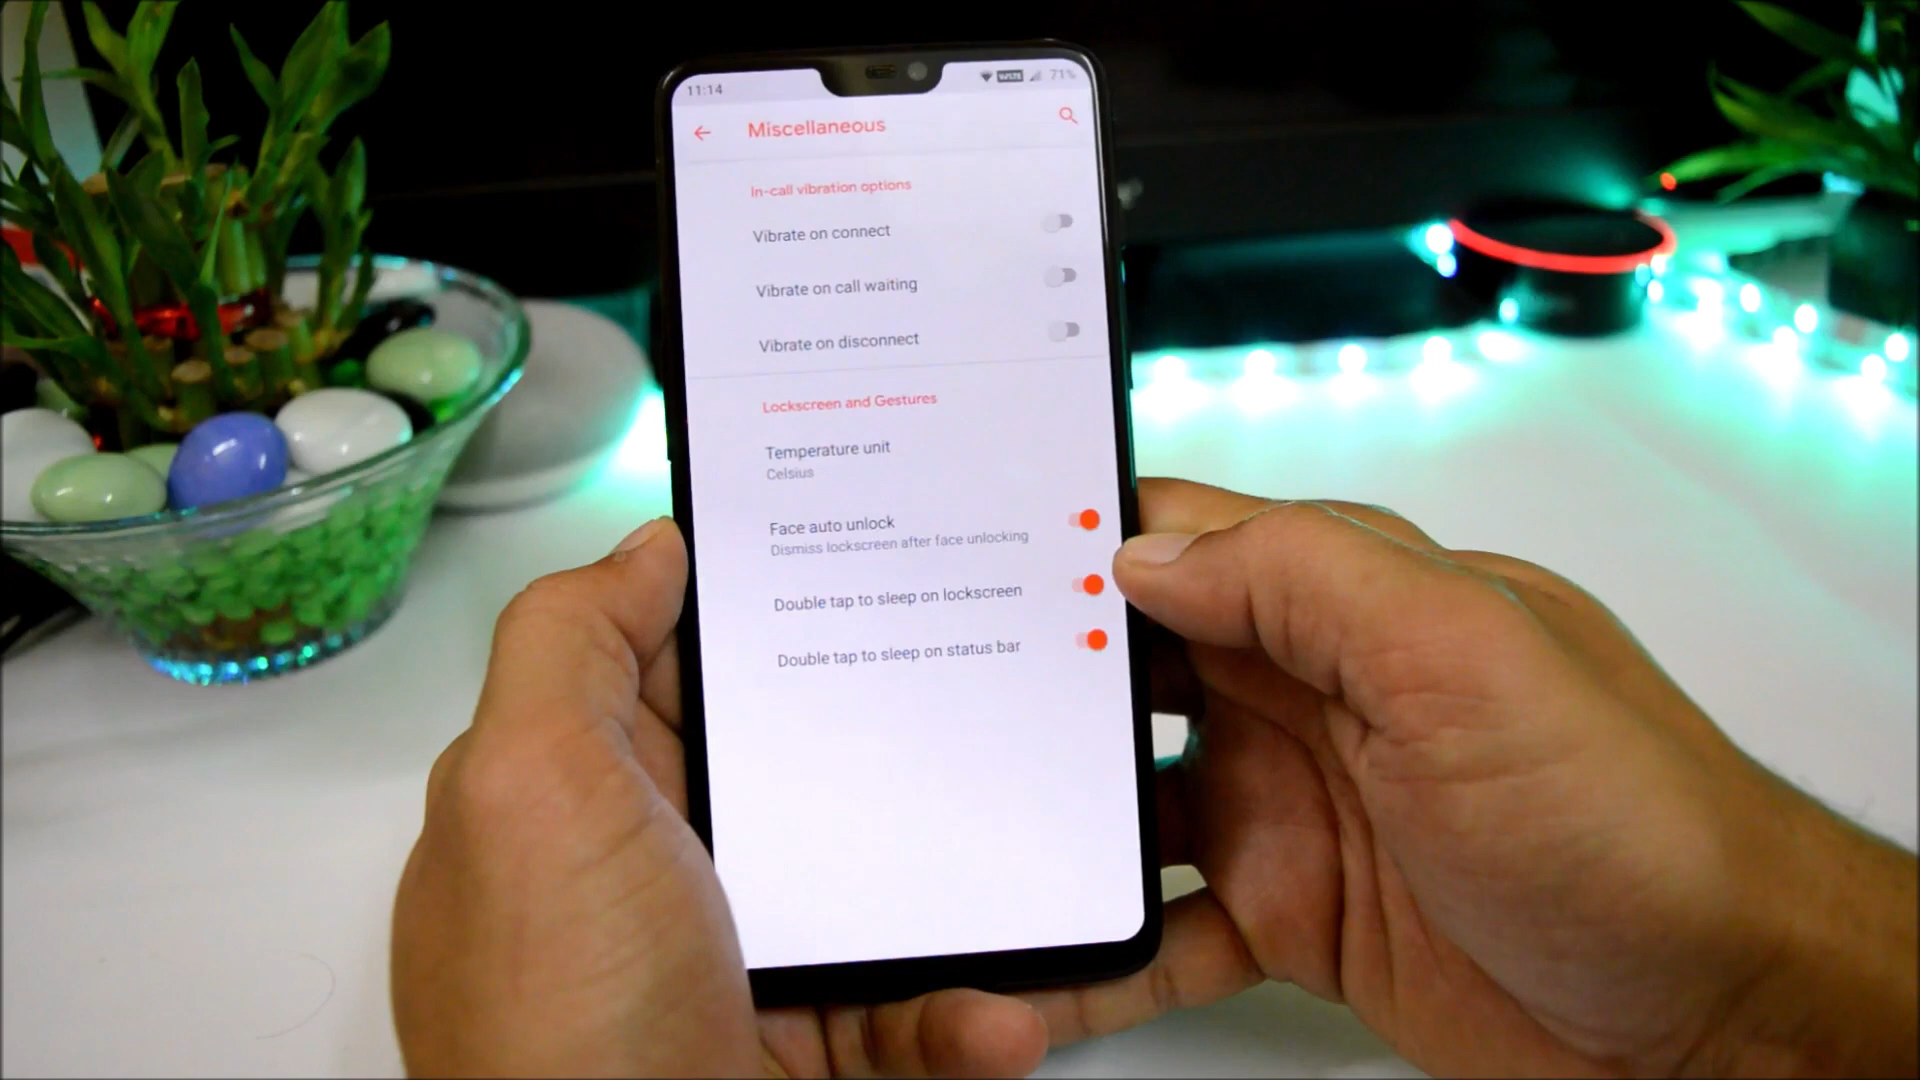 11:14
VoLTE
71%
Miscellaneous
In-call vibration options
Vibrate on connect
Vibrate on call waiting
Vibrate on disconnect
Lockscreen and Gestures
Temperature unit
Celsius
Face auto unlock
Dismiss lockscreen after face unlocking
Double tap to sleep on lockscreen
Double tap to sleep on status bar